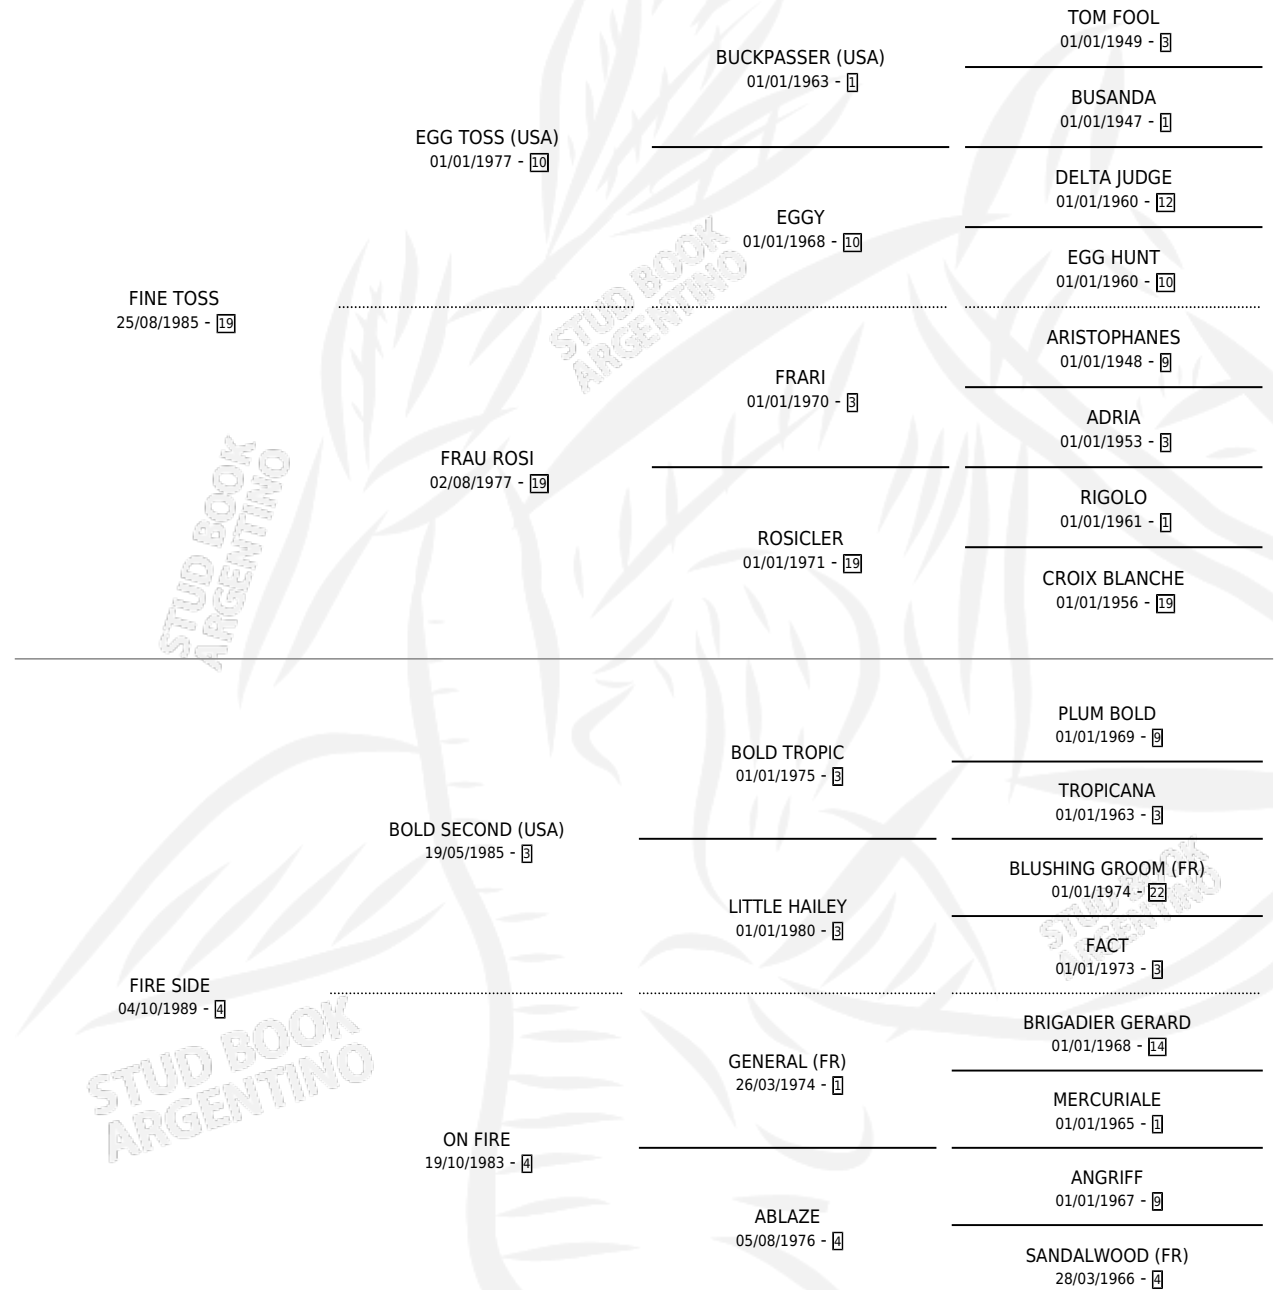 TOM FOOL
01/01/1949 - 3
BUCKPASSER (USA)
01/01/1963 - 1
BUSANDA
01/01/1947 - 1
EGG TOSS (USA)
01/01/1977 - 10
DELTA JUDGE
01/01/1960 - 12
EGGY
01/01/1968 - 10
EGG HUNT
01/01/1960 - 10
FINE TOSS
25/08/1985 - 19
ARISTOPHANES
01/01/1948 - 9
FRARI
01/01/1970 - 3
ADRIA
01/01/1953 - 3
FRAU ROSI
02/08/1977 - 19
RIGOLO
01/01/1961 - 1
ROSICLER
01/01/1971 - 19
CROIX BLANCHE
01/01/1956 - 19
STUD BOOK
ARGENTINO
STUD BOOK
ARGENTINO
PLUM BOLD
01/01/1969 - 9
BOLD TROPIC
01/01/1975 - 3
TROPICANA
01/01/1963 - 3
BOLD SECOND (USA)
19/05/1985 - 3
BLUSHING GROOM (FR)
01/01/1974 - 22
LITTLE HAILEY
01/01/1980 - 3
FACT
01/01/1973 - 3
FIRE SIDE
04/10/1989 - 4
BRIGADIER GERARD
01/01/1968 - 14
GENERAL (FR)
26/03/1974 - 1
MERCURIALE
01/01/1965 - 1
ON FIRE
19/10/1983 - 4
ANGRIFF
01/01/1967 - 9
ABLAZE
05/08/1976 - 4
SANDALWOOD (FR)
28/03/1966 - 4
STUD BOOK
ARGENTINO
STUD BOOK
ARGENTINO